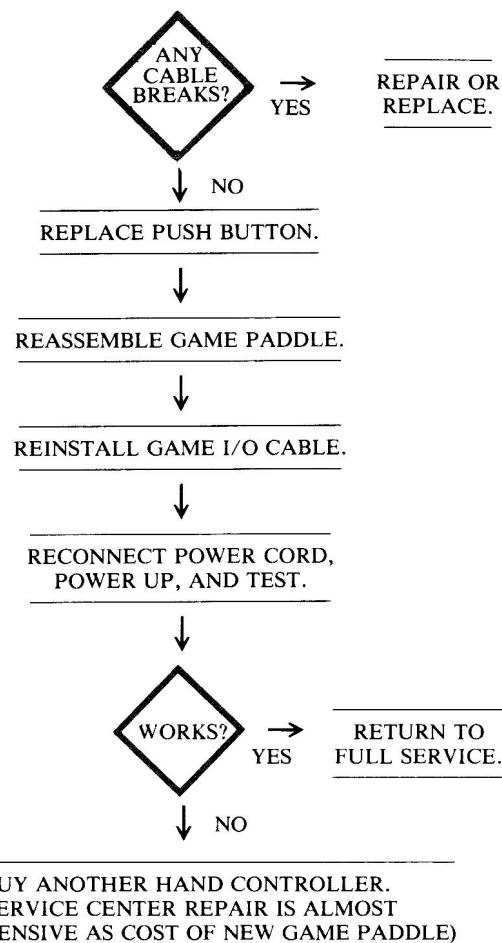 ANY
CABLE
BREAKS?
YES
REPAIR OR
REPLACE.
NO
REPLACE PUSH BUTTON.
REASSEMBLE GAME PADDLE.
REINSTALL GAME I/O CABLE.
RECONNECT POWER CORD,
POWER UP, AND TEST.
WORKS?
YES
RETURN TO
FULL SERVICE.
NO
UY ANOTHER HAND CONTROLLER.
ERVICE CENTER REPAIR IS ALMOST
ENSIVE AS COST OF NEW GAME PADDLE)